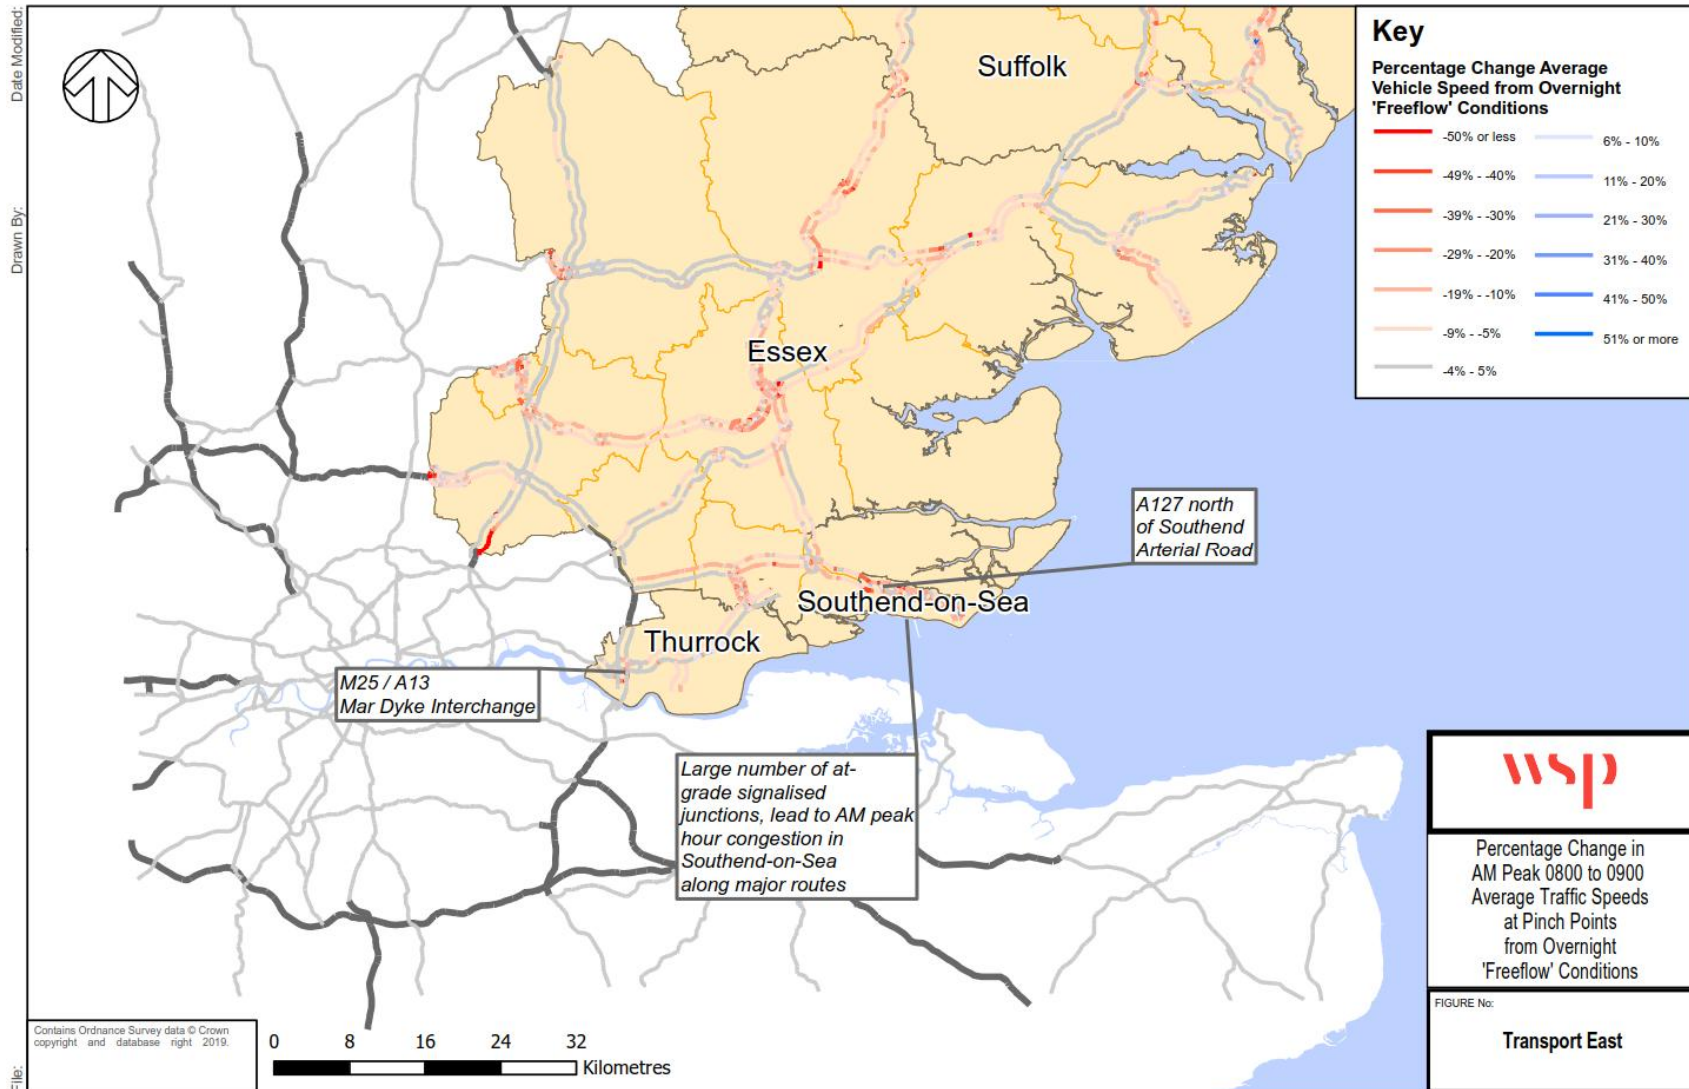 Date Modified:
Drawn By:
File:
Suffolk
Essex
Southend-on-Sea
Thurrock
A127 north
of Southend
Arterial Road
M25 / A13
Mar Dyke Interchange
Large number of at-
grade signalised
junctions, lead to AM peak
hour congestion in
Southend-on-Sea
along major routes
Key
Percentage Change Average
Vehicle Speed from Overnight
'Freeflow' Conditions
-50% or less
-49% - -40%
-39% - -30%
-29% - -20%
-19% - -10%
-9% - -5%
-4% - 5%
6% - 10%
11% - 20%
21% - 30%
31% - 40%
41% - 50%
51% or more
wsp
Percentage Change in
AM Peak 0800 to 0900
Average Traffic Speeds
at Pinch Points
from Overnight
'Freeflow' Conditions
FIGURE No:
Transport East
Contains Ordnance Survey data © Crown
copyright and database right 2019.
0 8 16 24 32
Kilometres